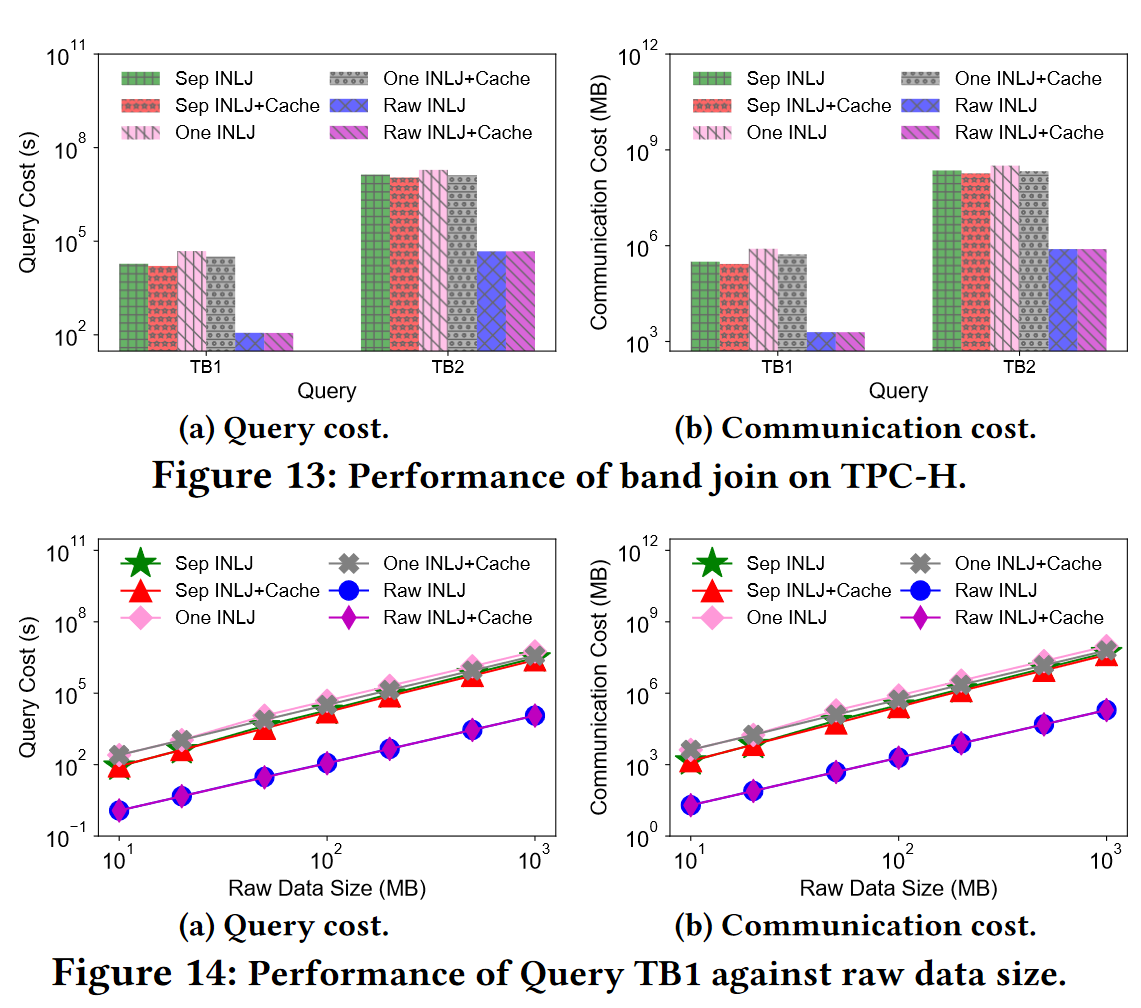 10^11
10^8
10^5
10^2
Query Cost (s)
Sep INLJ
Sep INLJ+Cache
One INLJ
One INLJ+Cache
Raw INLJ
Raw INLJ+Cache
TB1 TB2
Query
(a) Query cost.
10^12
10^9
10^6
10^3
Communication Cost (MB)
Sep INLJ
Sep INLJ+Cache
One INLJ
One INLJ+Cache
Raw INLJ
Raw INLJ+Cache
TB1 TB2
Query
(b) Communication cost.
Figure 13: Performance of band join on TPC-H.
10^11
10^8
10^5
10^2
10^−1
Query Cost (s)
Sep INLJ
Sep INLJ+Cache
One INLJ
One INLJ+Cache
Raw INLJ
Raw INLJ+Cache
10^1 10^2 10^3
Raw Data Size (MB)
(a) Query cost.
10^12
10^9
10^6
10^3
10^0
Communication Cost (MB)
Sep INLJ
Sep INLJ+Cache
One INLJ
One INLJ+Cache
Raw INLJ
Raw INLJ+Cache
10^1 10^2 10^3
Raw Data Size (MB)
(b) Communication cost.
Figure 14: Performance of Query TB1 against raw data size.